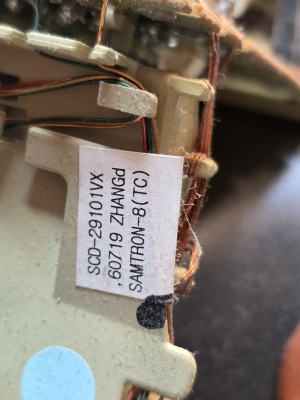 SCD-29101VX
,60719 ZHANGd
SAMTRON-8(TC)